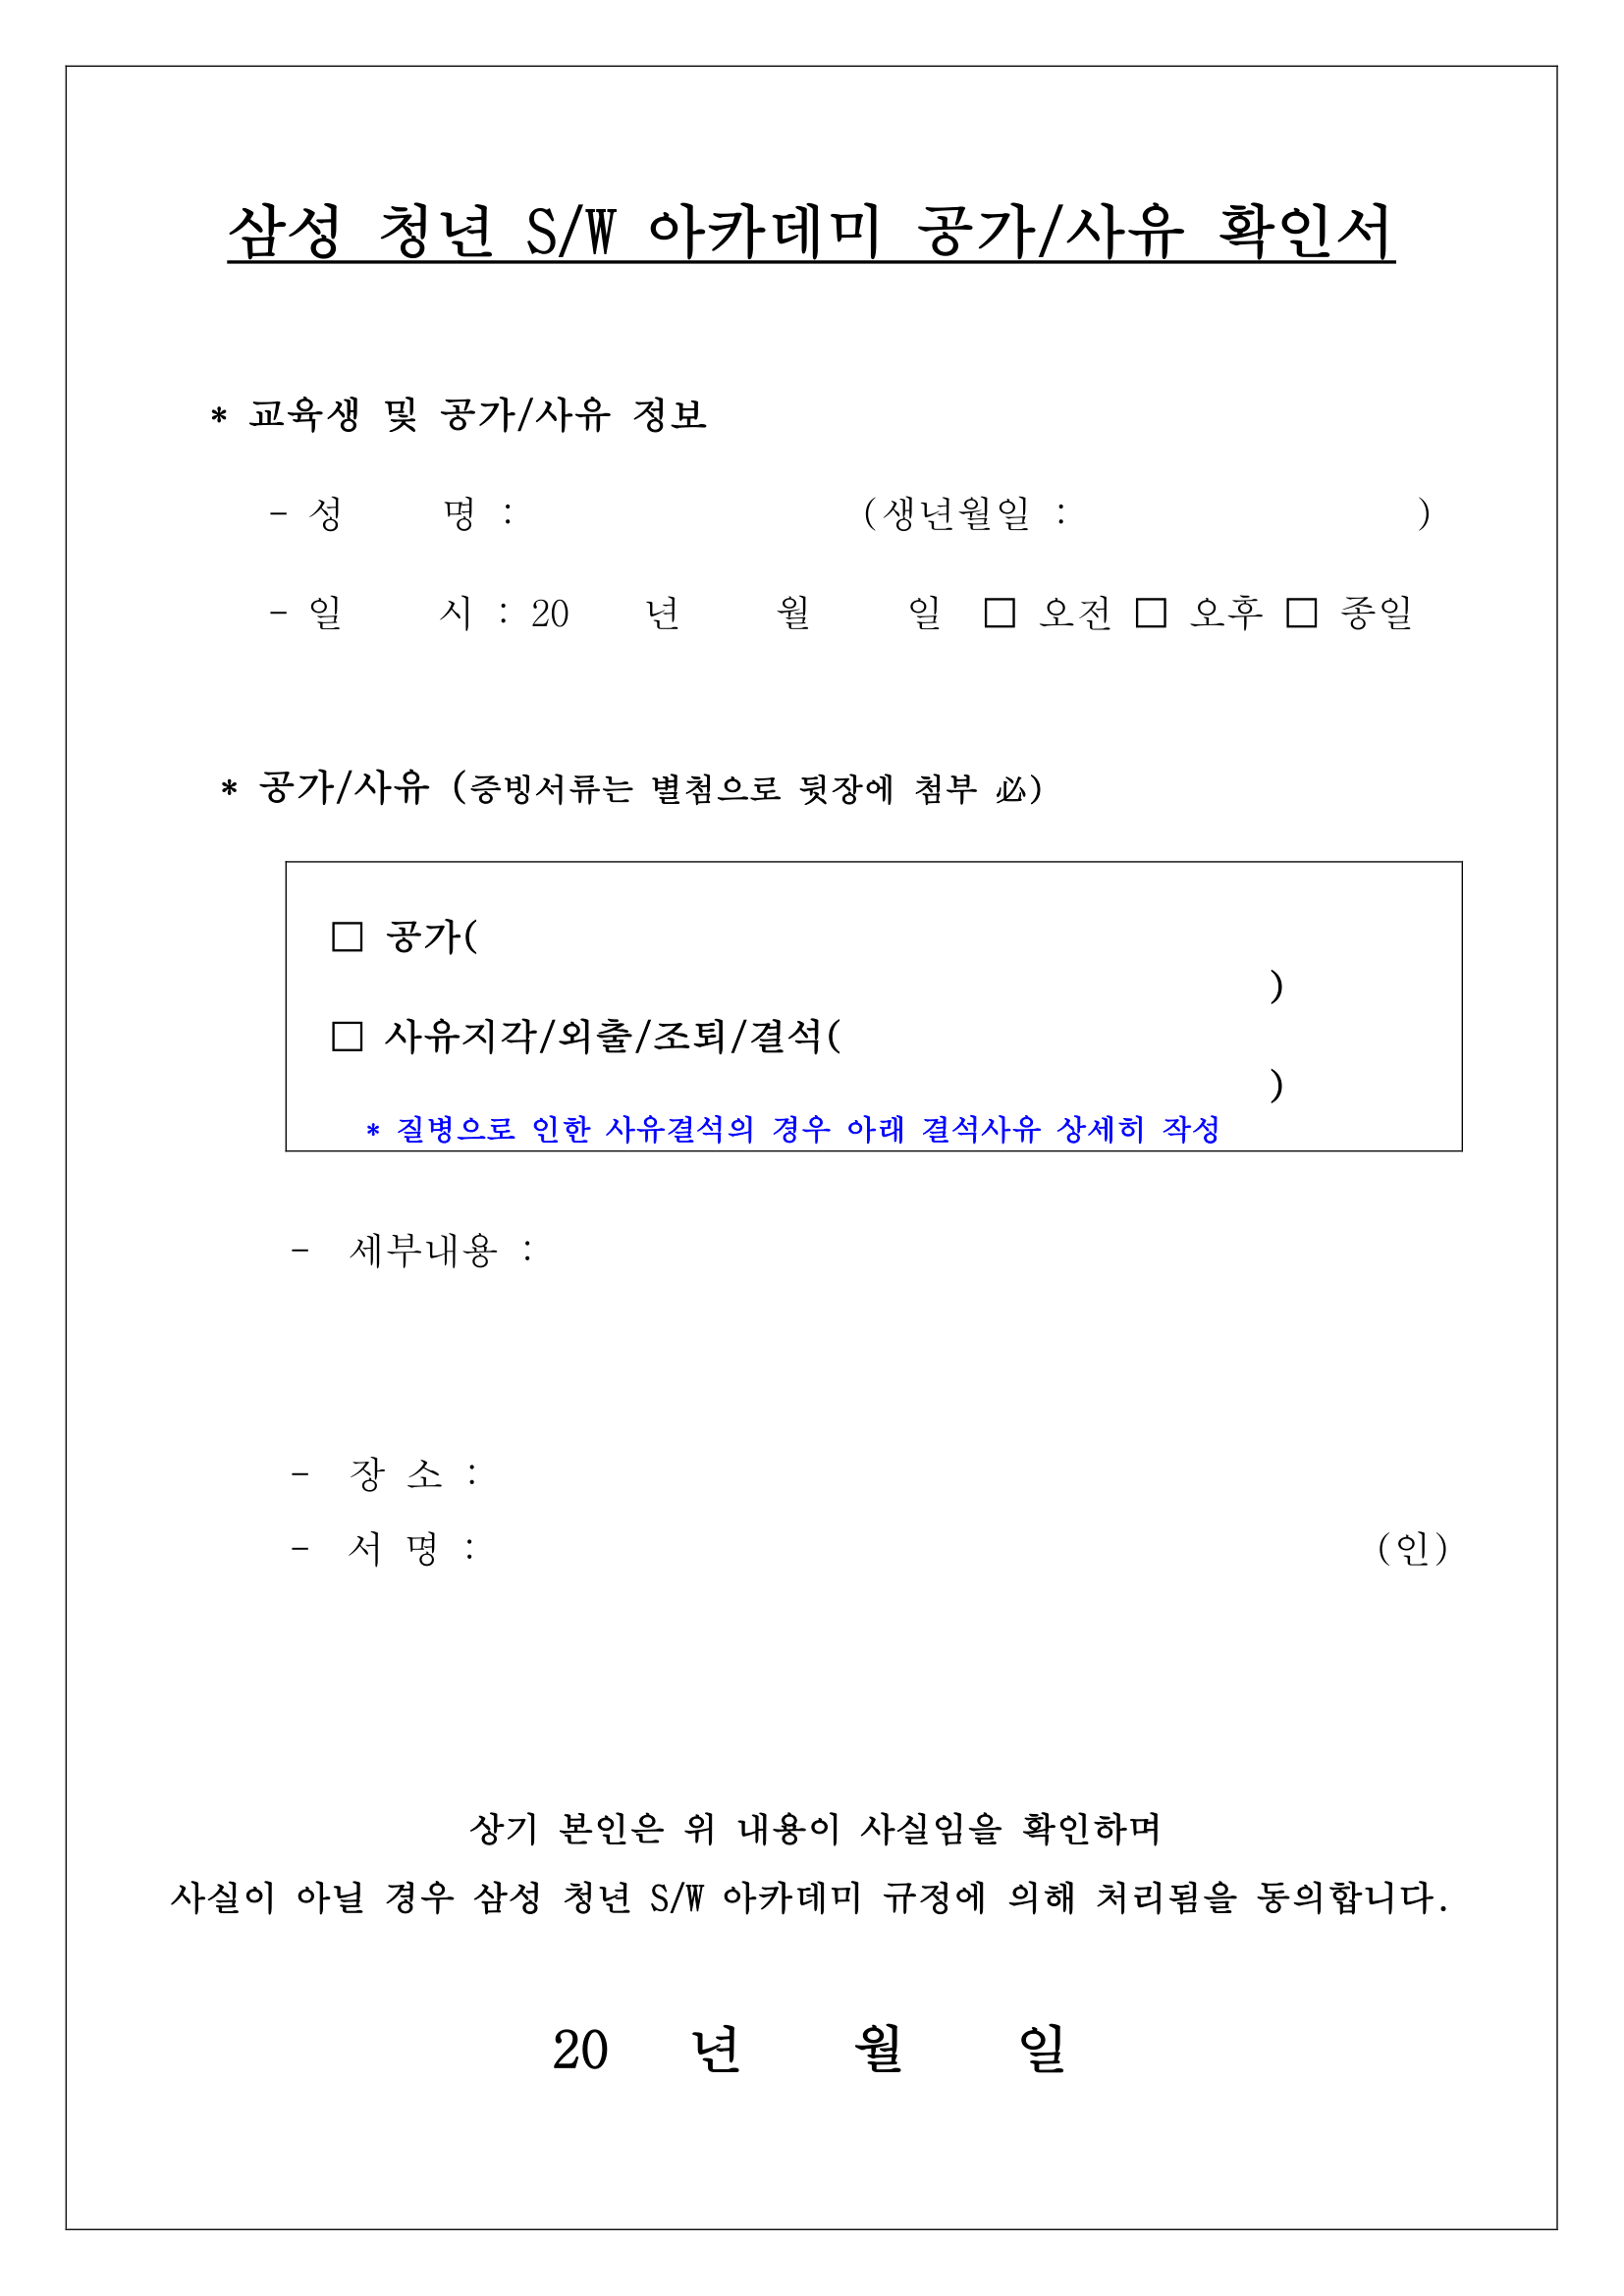 삼성 청년 S/W 아카데미 공가/사유 확인서
* 교육생 및 공가/사유 정보
- 성 명 : (생년월일 : )
- 일 시 : 20 년 월 일 □ 오전 □ 오후 □ 종일
* 공가/사유 (증빙서류는 별첨으로 뒷장에 첨부 必)
□ 공가(
)
□ 사유지각/외출/조퇴/결석(
)
* 질병으로 인한 사유결석의 경우 아래 결석사유 상세히 작성
- 세부내용 :
- 장 소 :
- 서 명 : (인)
상기 본인은 위 내용이 사실임을 확인하며
사실이 아닐 경우 삼성 청년 S/W 아카데미 규정에 의해 처리됨을 동의합니다.
20 년 월 일